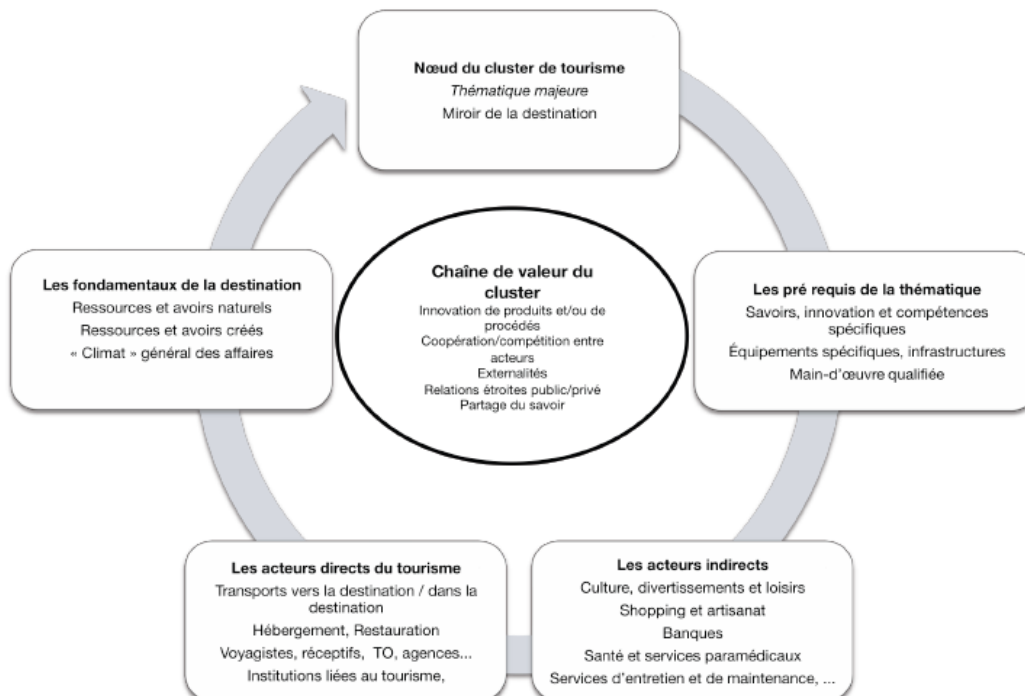 Nœud du cluster de tourisme
Thématique majeure
Miroir de la destination
Les fondamentaux de la destination
Ressources et avoirs naturels
Ressources et avoirs créés
« Climat » général des affaires
Chaîne de valeur du
cluster
Innovation de produits et/ou de
procédés
Coopération/compétition entre
acteurs
Externalités
Relations étroites public/privé
Partage du savoir
Les pré requis de la thématique
Savoirs, innovation et compétences
spécifiques
Équipements spécifiques, infrastructures
Main-d'œuvre qualifiée
Les acteurs directs du tourisme
Transports vers la destination / dans la
destination
Hébergement, Restauration
Voyagistes, réceptifs, TO, agences...
Institutions liées au tourisme,
Les acteurs indirects
Culture, divertissements et loisirs
Shopping et artisanat
Banques
Santé et services paramédicaux
Services d'entretien et de maintenance, ...